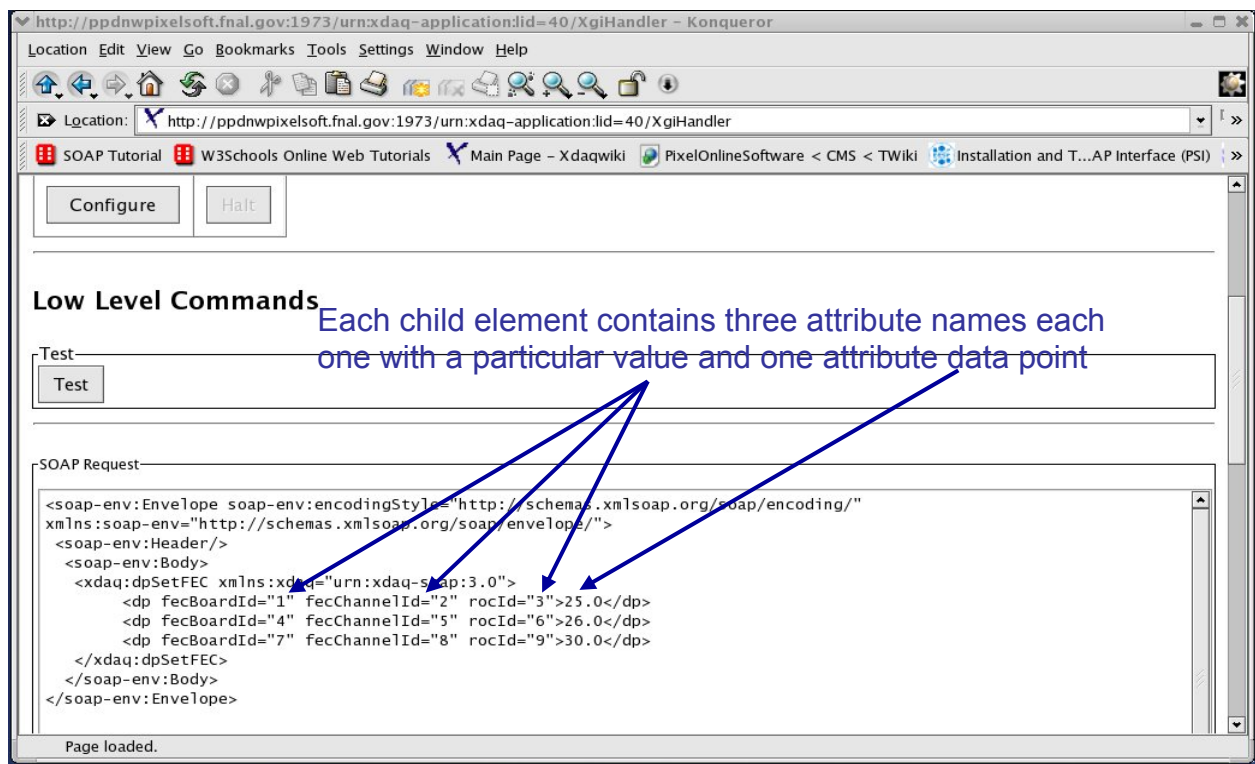 http://ppdnwpixelsoft.fnal.gov:1973/urn:xdaq-application:lid=40/XgiHandler - Konqueror
Location Edit View Go Bookmarks Tools Settings Window Help
Location: http://ppdnwpixelsoft.fnal.gov:1973/urn:xdaq-application:lid=40/XgiHandler
SOAP Tutorial W3Schools Online Web Tutorials Main Page - Xdaqwiki PixelOnlineSoftware < CMS < TWiki Installation and T...AP Interface (PSI) »
Configure Halt
Low Level Commands
Each child element contains three attribute names each
one with a particular value and one attribute data point
Test
Test
SOAP Request
<soap-env:Envelope soap-env:encodingStyle="http://schemas.xmlsoap.org/soap/encoding/"
xmlns:soap-env="http://schemas.xmlsoap.org/soap/envelope/">
<soap-env:Header/>
<soap-env:Body>
<xdaq:dpSetFEC xmlns:xdaq="urn:xdaq-soap:3.0">
<dp fecBoardId="1" fecChannelId="2" rocId="3">25.0</dp>
<dp fecBoardId="4" fecChannelId="5" rocId="6">26.0</dp>
<dp fecBoardId="7" fecChannelId="8" rocId="9">30.0</dp>
</xdaq:dpSetFEC>
</soap-env:Body>
</soap-env:Envelope>
Page loaded.